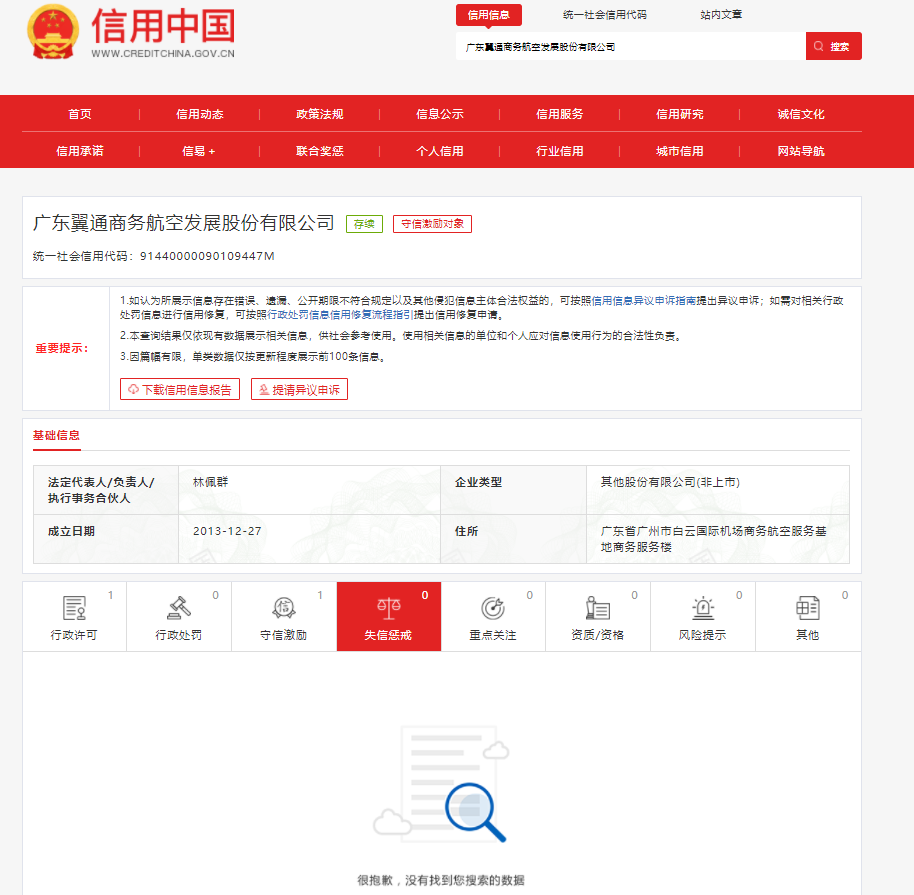 信用中国
WWW.CREDITCHINA.GOV.CN
信用信息 统一社会信用代码 站内文章
广东翼通商务航空发展股份有限公司 搜索
首页 信用动态 政策法规 信息公示 信用服务 信用研究 诚信文化
信用承诺 信易+ 联合奖惩 个人信用 行业信用 城市信用 网站导航
广东翼通商务航空发展股份有限公司 存续 守信激励对象
统一社会信用代码：91440000090109447M
重要提示：
1.如认为所展示信息存在错误、遗漏、公开期限不符合规定以及其他侵犯信息主体合法权益的，可按照信用信息异议申诉指南提出异议申诉；如需对相关行政
处罚信息进行信用修复，可按照行政处罚信息信用修复流程指引提出信用修复申请。
2.本查询结果仅依现有数据展示相关信息，供社会参考使用。使用相关信息的单位和个人应对信息使用行为的合法性负责。
3.因篇幅有限，单类数据仅按更新程度展示前100条信息。
下载信用信息报告 提请异议申诉
基础信息
法定代表人/负责人/
执行事务合伙人
林佩群
企业类型
其他股份有限公司(非上市)
成立日期
2013-12-27
住所
广东省广州市白云国际机场商务航空服务基
地商务服务楼
1 0 1 0 0 0 0 0
行政许可 行政处罚 守信激励 失信惩戒 重点关注 资质/资格 风险提示 其他
很抱歉，没有找到您搜索的数据